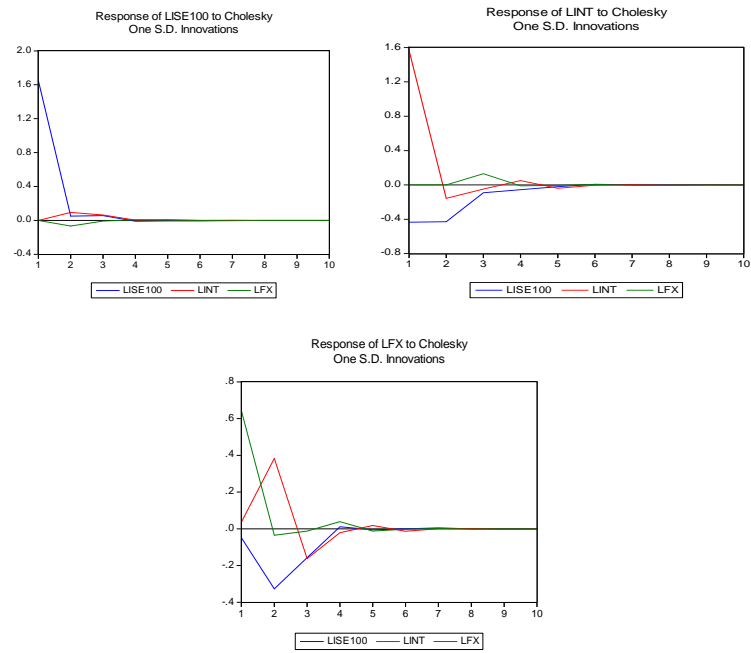 Response of LISE100 to Cholesky
One S.D. Innovations
2.0
1.6
1.2
0.8
0.4
0.0
-0.4
1 2 3 4 5 6 7 8 9 10
LISE100 LINT LFX
Response of LINT to Cholesky
One S.D. Innovations
1.6
1.2
0.8
0.4
0.0
-0.4
-0.8
1 2 3 4 5 6 7 8 9 10
LISE100 LINT LFX
Response of LFX to Cholesky
One S.D. Innovations
.8
.6
.4
.2
.0
-.2
-.4
1 2 3 4 5 6 7 8 9 10
LISE100 LINT LFX